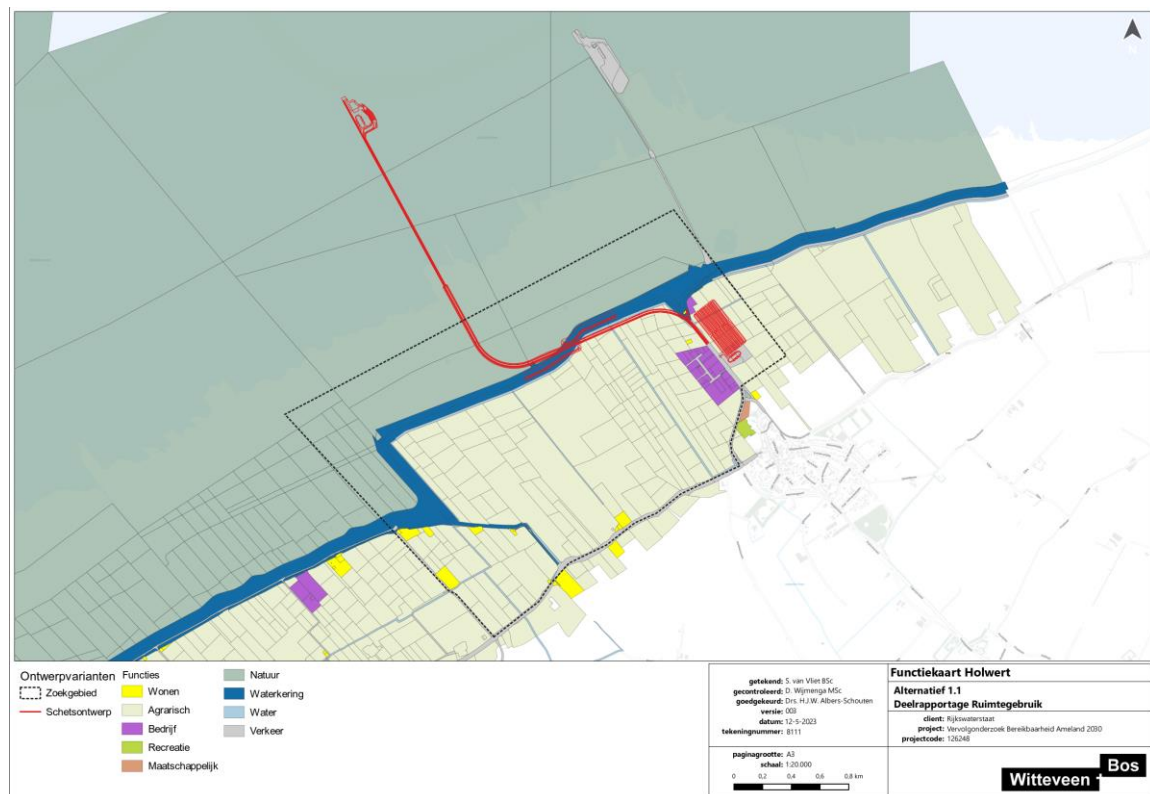 N
Ontwerpvarianten
Zoekgebied
Schetsontwerp
Functies
Wonen
Agrarisch
Bedrijf
Recreatie
Maatschappelijk
Natuur
Waterkering
Water
Verkeer
getekend: S. van Vliet BSc
gecontroleerd: D. Wijmenga MSc
goedgekeurd: Drs. H.J.W. Albers-Schouten
versie: 003
datum: 12-5-2023
tekeningnummer: 8111
paginagrootte: A3
schaal: 1:20.000
0 0,2 0,4 0,6 0,8 km
Functiekaart Holwert
Alternatief 1.1
Deelrapportage Ruimtegebruik
client: Rijkswaterstaat
project: Vervolgonderzoek Bereikbaarheid Ameland 2030
projectcode: 126248
Witteveen + Bos